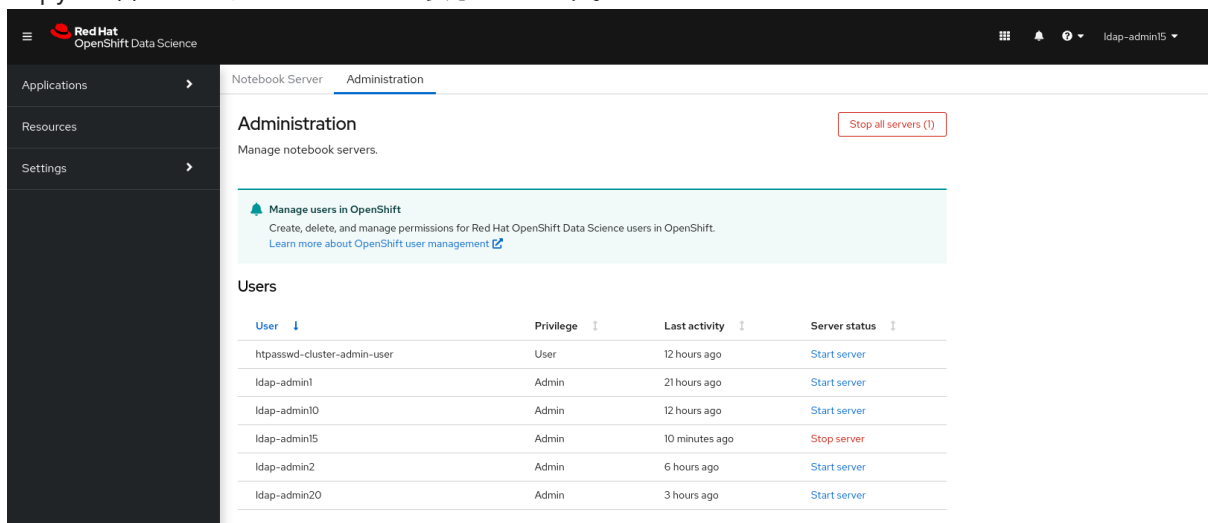 Red Hat
OpenShift Data Science
ldap-admin15
Applications
Resources
Settings
Notebook Server Administration
Administration
Stop all servers (1)
Manage notebook servers.
Manage users in OpenShift
Create, delete, and manage permissions for Red Hat OpenShift Data Science users in OpenShift.
Learn more about OpenShift user management
Users
User Privilege Last activity Server status
htpasswd-cluster-admin-user User 12 hours ago Start server
ldap-admin1 Admin 21 hours ago Start server
ldap-admin10 Admin 12 hours ago Start server
ldap-admin15 Admin 10 minutes ago Stop server
ldap-admin2 Admin 6 hours ago Start server
ldap-admin20 Admin 3 hours ago Start server